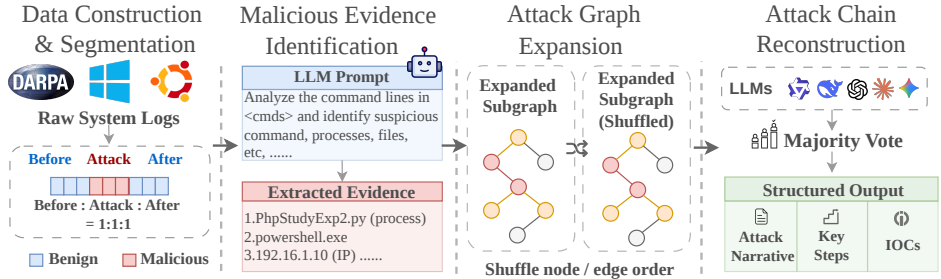 Data Construction
& Segmentation
DARPA
Raw System Logs
Before Attack After
Before : Attack : After
= 1:1:1
Benign Malicious
Malicious Evidence
Identification
LLM Prompt
Analyze the command lines in
<cmds> and identify suspicious
command, processes, files,
etc, ......
Extracted Evidence
1.PhpStudyExp2.py (process)
2.powershell.exe
3.192.16.1.10 (IP) ......
Attack Graph
Expansion
Expanded
Subgraph
Expanded
Subgraph
(Shuffled)
Shuffle node / edge order
Attack Chain
Reconstruction
LLMs
Majority Vote
Structured Output
Attack
Narrative
Key
Steps
IOCs